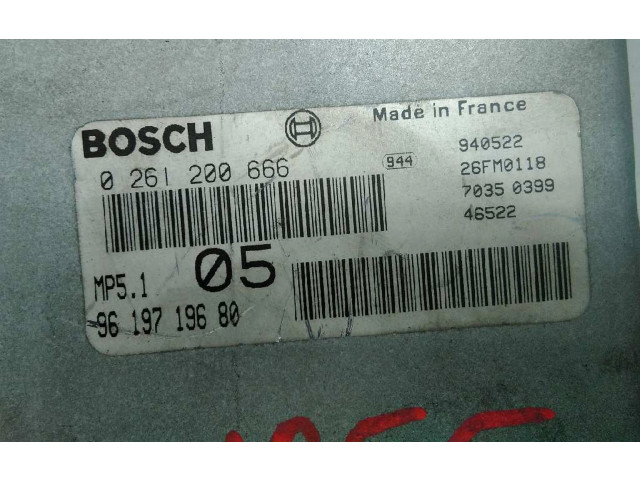 BOSCH
Made in France
0 261 200 666
944
940522
26FM0118
7035 0399
46522
MP5.1
05
96 197 196 80